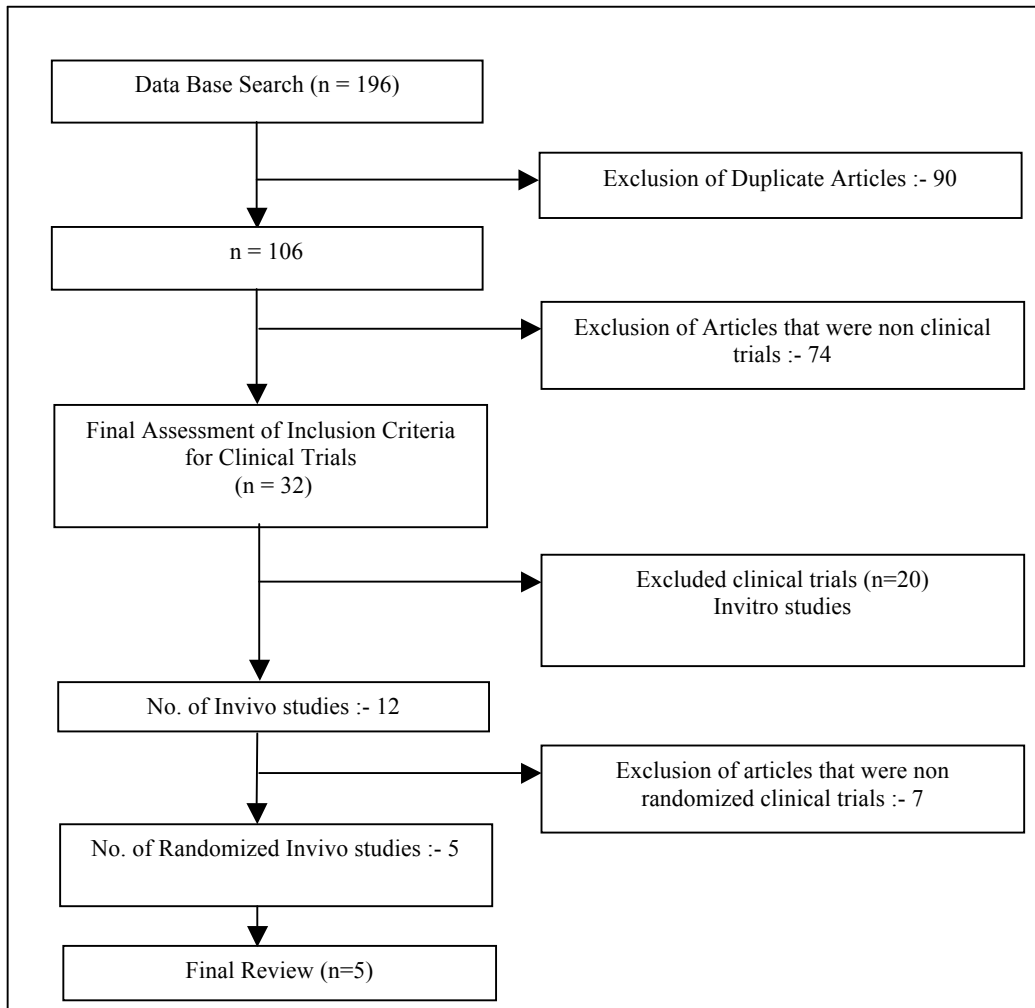 Data Base Search (n = 196)
Exclusion of Duplicate Articles :- 90
n = 106
Exclusion of Articles that were non clinical
trials :- 74
Final Assessment of Inclusion Criteria
for Clinical Trials
(n = 32)
Excluded clinical trials (n=20)
Invitro studies
No. of Invivo studies :- 12
Exclusion of articles that were non
randomized clinical trials :- 7
No. of Randomized Invivo studies :- 5
Final Review (n=5)